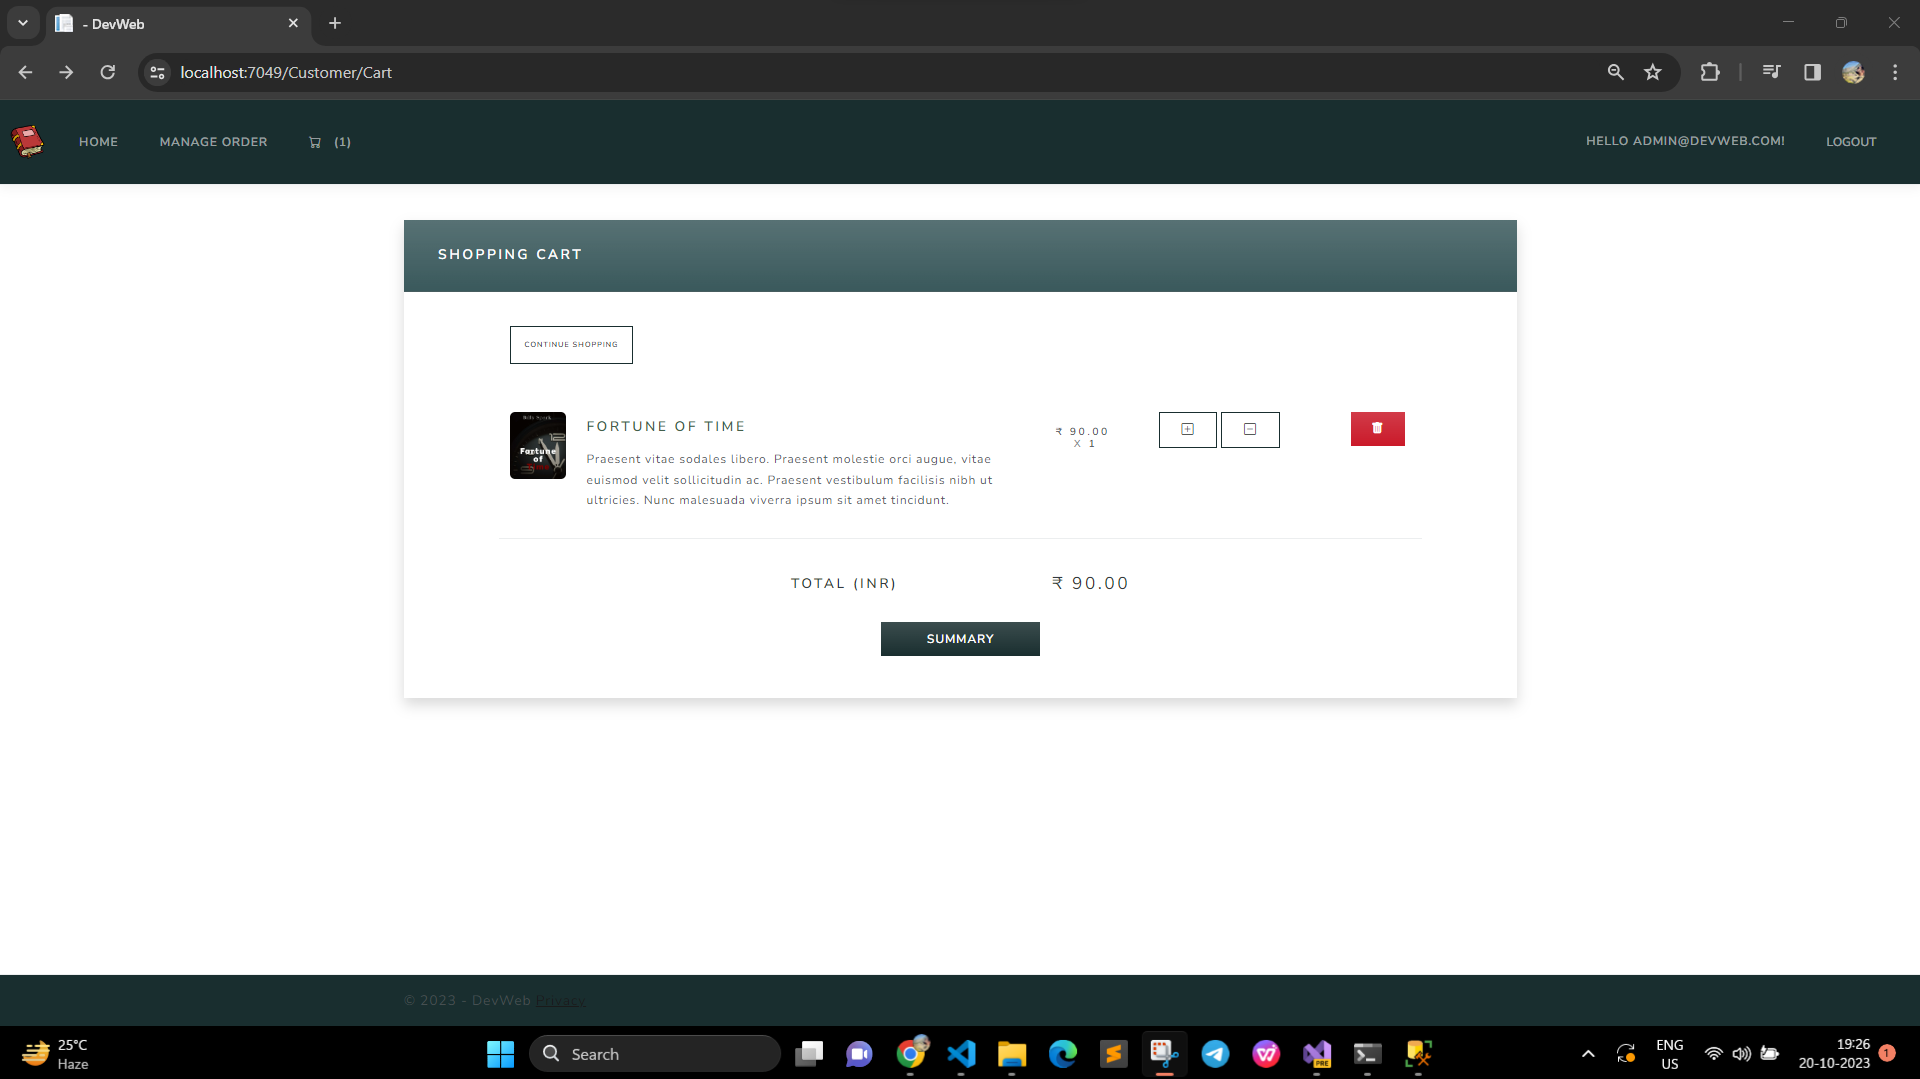 - DevWeb
localhost:7049/Customer/Cart
HOME
MANAGE ORDER
(1)
HELLO ADMIN@DEVWEB.COM!
LOGOUT
SHOPPING CART
CONTINUE SHOPPING
Fortune
of
FORTUNE OF TIME
Praesent vitae sodales libero. Praesent molestie orci augue, vitae
euismod velit sollicitudin ac. Praesent vestibulum facilisis nibh ut
ultricies. Nunc malesuada viverra ipsum sit amet tincidunt.
₹ 90.00
X 1
TOTAL (INR)
₹ 90.00
SUMMARY
© 2023 - DevWeb Privacy
25°C
Haze
Search
PRE
ENG
US
19:26
20-10-2023
1